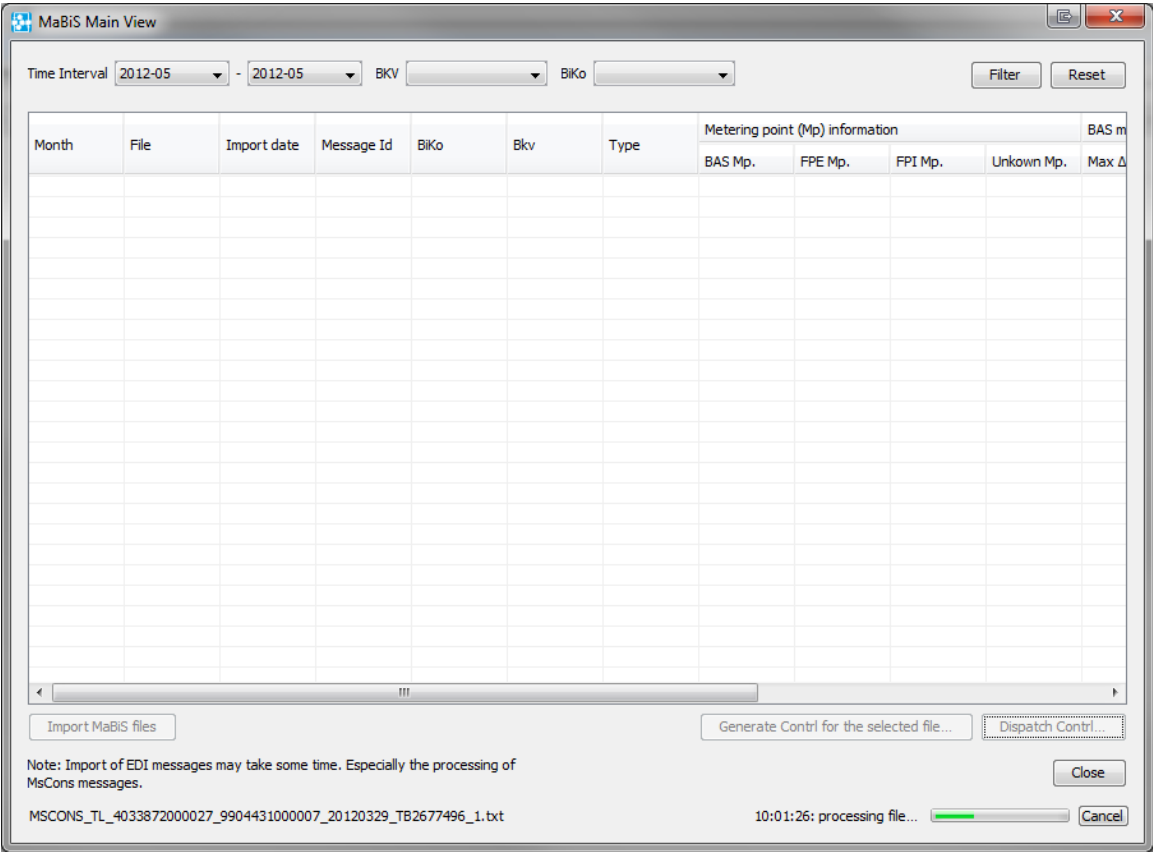 MaBiS Main View
Time Interval 2012-05 - 2012-05 BKV BiKo Filter Reset
Metering point (Mp) information BAS m
Month File Import date Message Id BiKo Bkv Type
BAS Mp. FPE Mp. FPI Mp. Unkown Mp. Max Δ
Import MaBiS files Generate Contrl for the selected file... Dispatch Contrl...
Note: Import of EDI messages may take some time. Especially the processing of
MsCons messages.
Close
MSCONS_TL_4033872000027_9904431000007_20120329_TB2677496_1.txt 10:01:26: processing file... Cancel